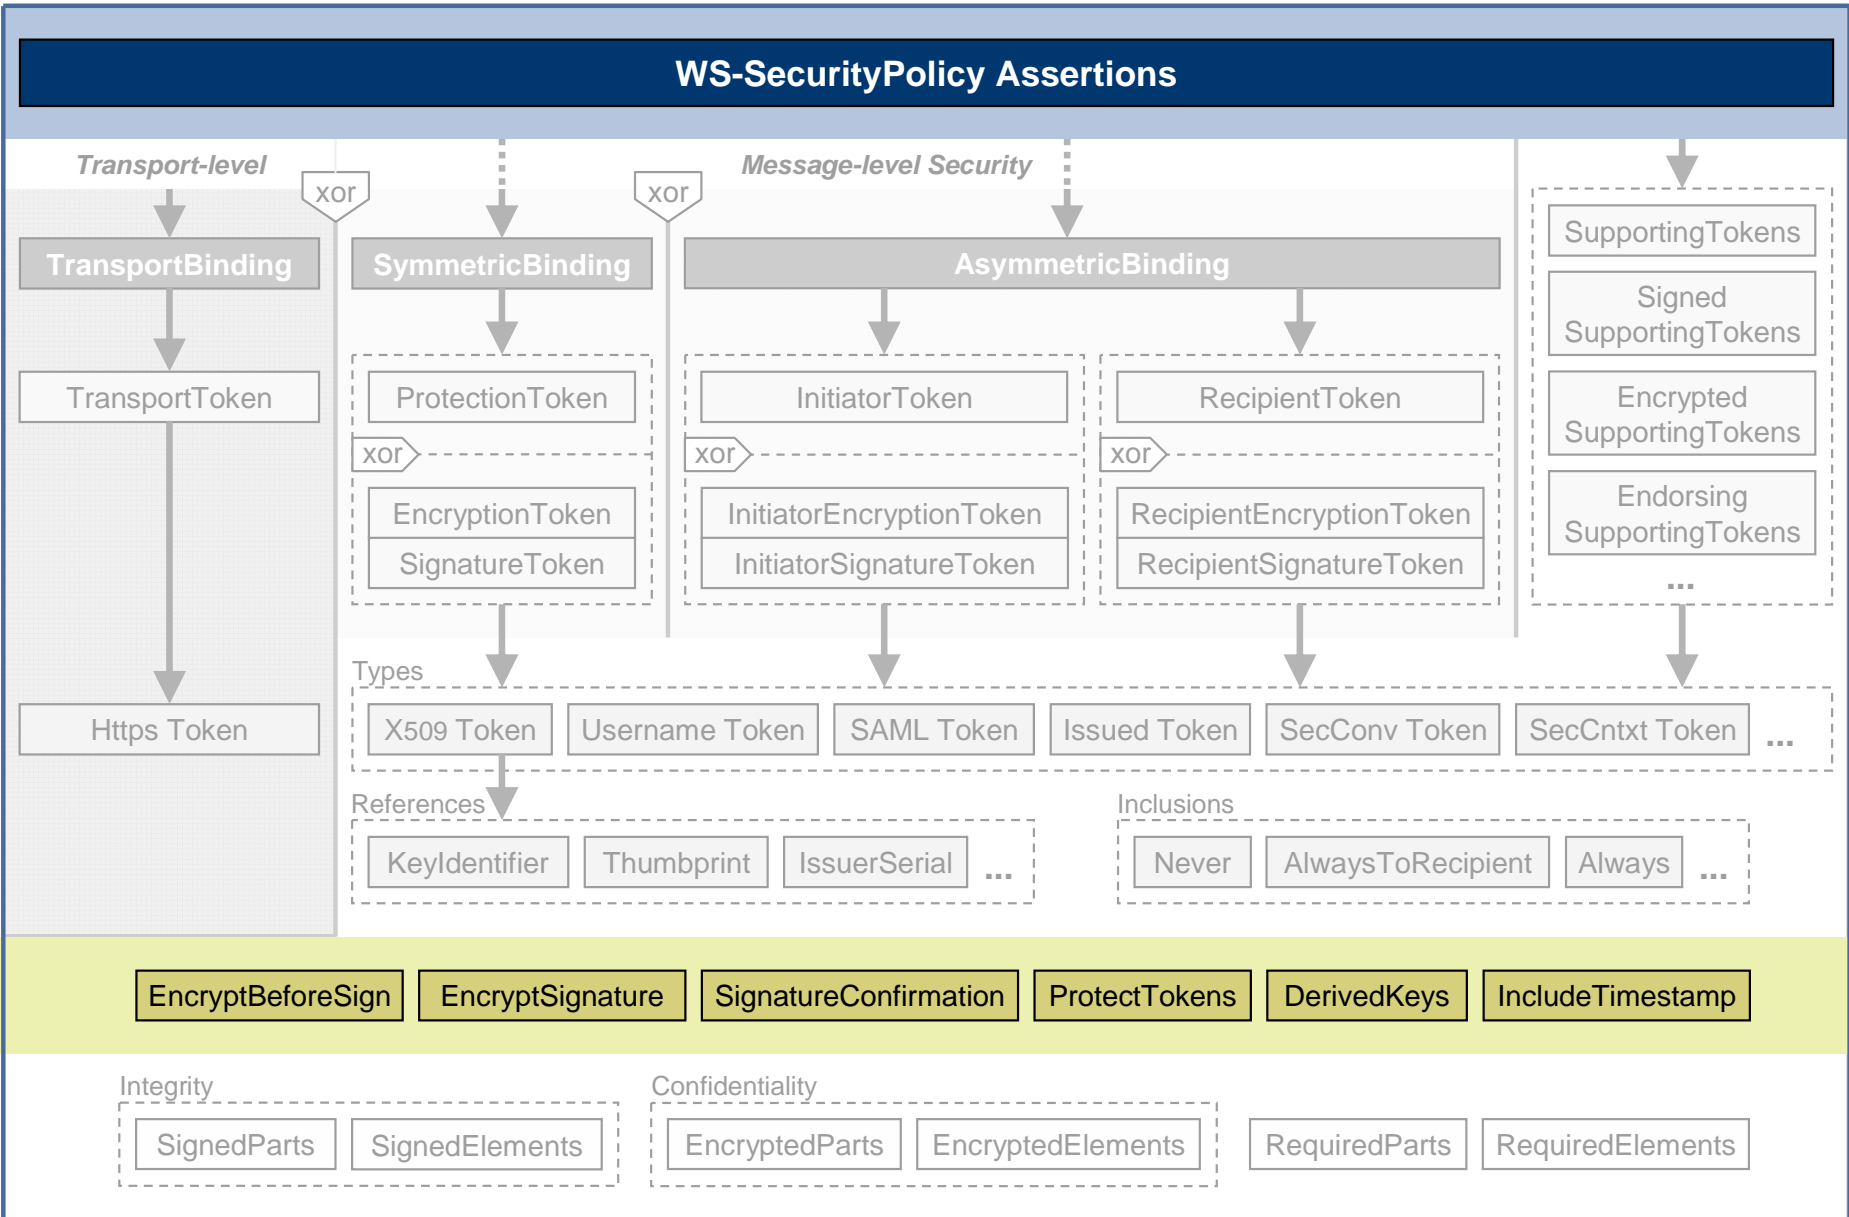 WS-SecurityPolicy Assertions
Transport-level
Message-level Security
xor
xor
TransportBinding
SymmetricBinding
AsymmetricBinding
SupportingTokens
Signed
SupportingTokens
Encrypted
SupportingTokens
Endorsing
SupportingTokens
...
TransportToken
ProtectionToken
InitiatorToken
RecipientToken
xor
xor
xor
EncryptionToken
InitiatorEncryptionToken
RecipientEncryptionToken
SignatureToken
InitiatorSignatureToken
RecipientSignatureToken
Types
Https Token
X509 Token
Username Token
SAML Token
Issued Token
SecConv Token
SecCntxt Token
...
References
Inclusions
KeyIdentifier
Thumbprint
IssuerSerial
...
Never
AlwaysToRecipient
Always
...
EncryptBeforeSign
EncryptSignature
SignatureConfirmation
ProtectTokens
DerivedKeys
IncludeTimestamp
Integrity
Confidentiality
SignedParts
SignedElements
EncryptedParts
EncryptedElements
RequiredParts
RequiredElements